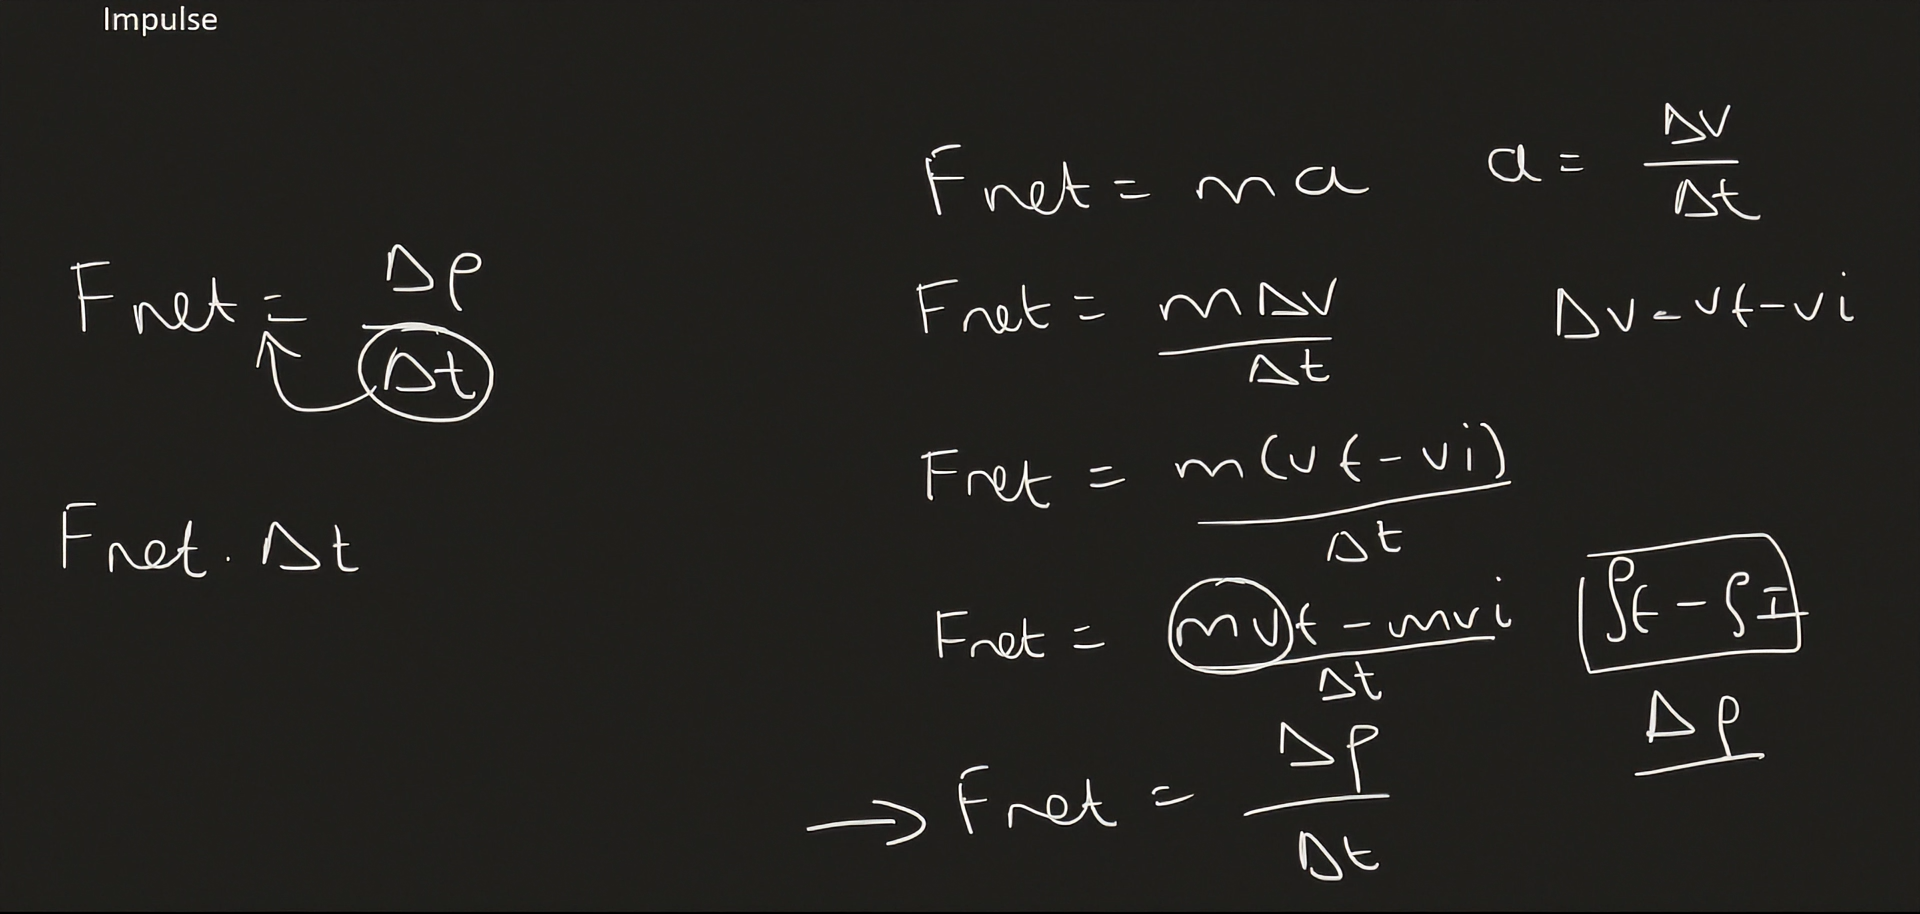 Impulse
Fnet = Δp / Δt
Fnet · Δt
Fnet = ma    a = Δv / Δt
Fnet = mΔv / Δt    Δv = vf - vi
Fnet = m(vf - vi) / Δt
Fnet = mvf - mvi / Δt    pf - pI
Δp
→ Fnet = Δp / Δt